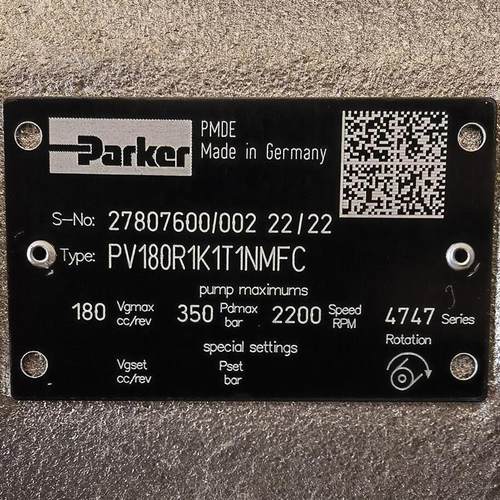 Parker
PMDE
Made in Germany
S-No: 27807600/002 22/22
Type: PV180R1K1T1NMFC
pump maximums
180 Vgmax cc/rev 350 Pdmax bar 2200 Speed RPM 4747 Series
special settings
Rotation
Vgset cc/rev Pset bar